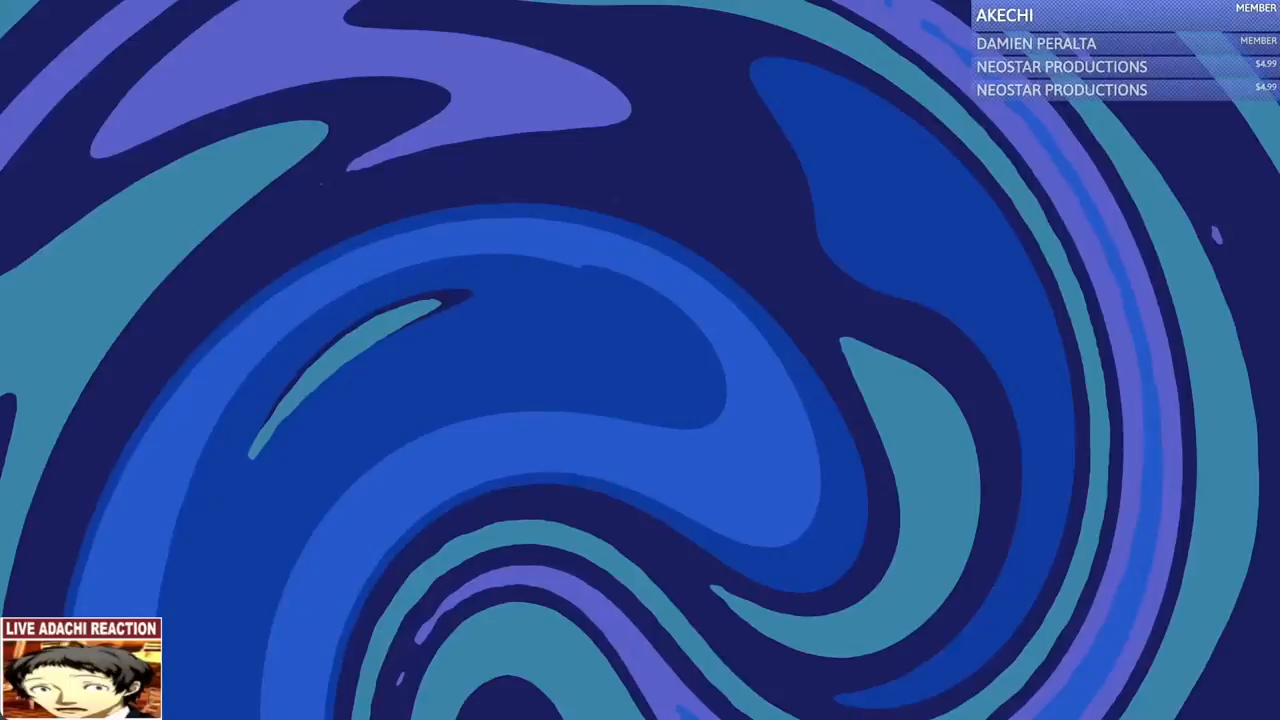 AKECHI MEMBER
DAMIEN PERALTA MEMBER
NEOSTAR PRODUCTIONS $4.99
NEOSTAR PRODUCTIONS $4.99
LIVE ADACHI REACTION